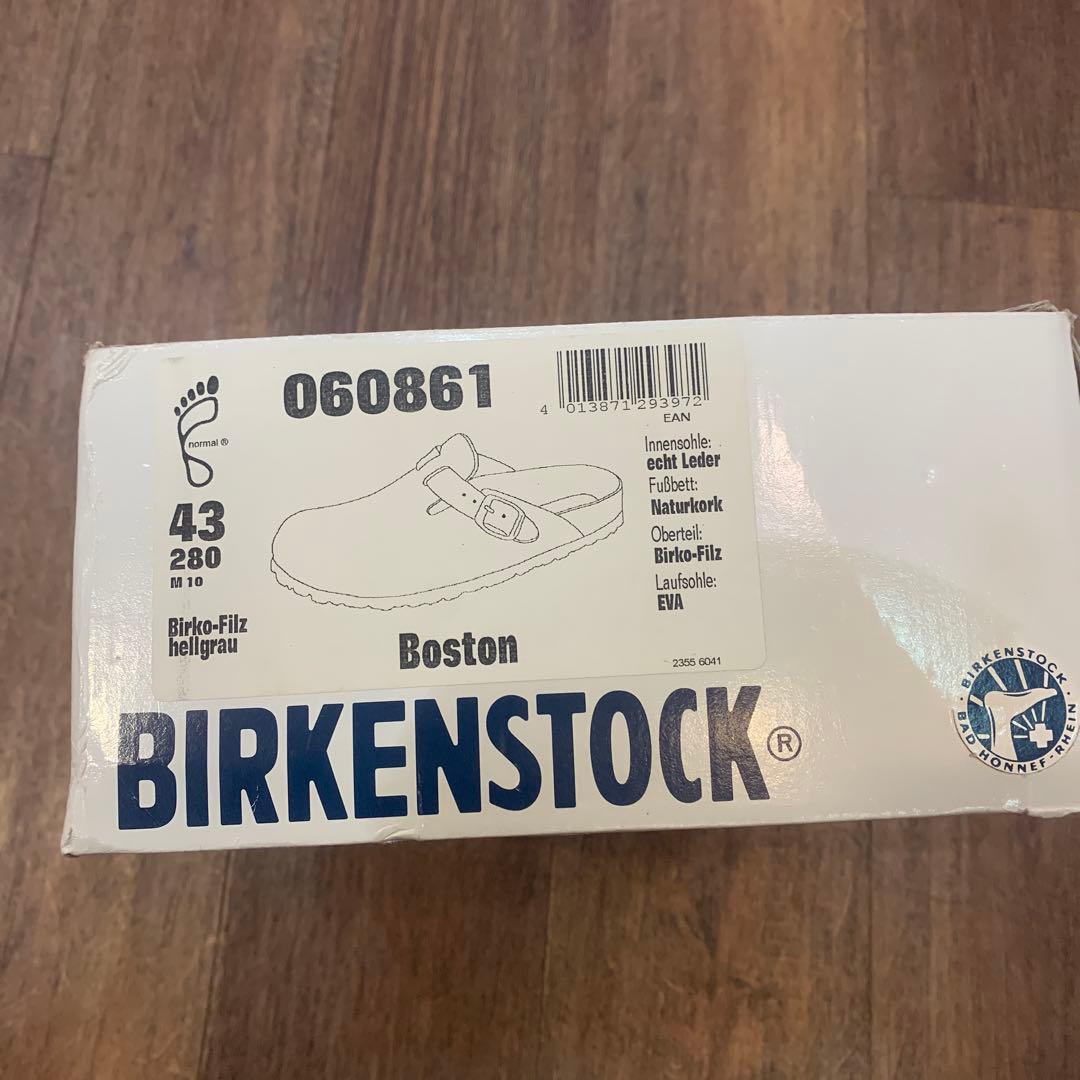 060861
4 013871 293972
EAN
normal®
43
280
M 10
Birko-Filz
hellgrau
Innensohle:
echt Leder
Fußbett:
Naturkork
Oberteil:
Birko-Filz
Laufsohle:
EVA
Boston
2355 6041
BIRKENSTOCK®
· BIRKENSTOCK ·
BAD HONNEF-RHEIN